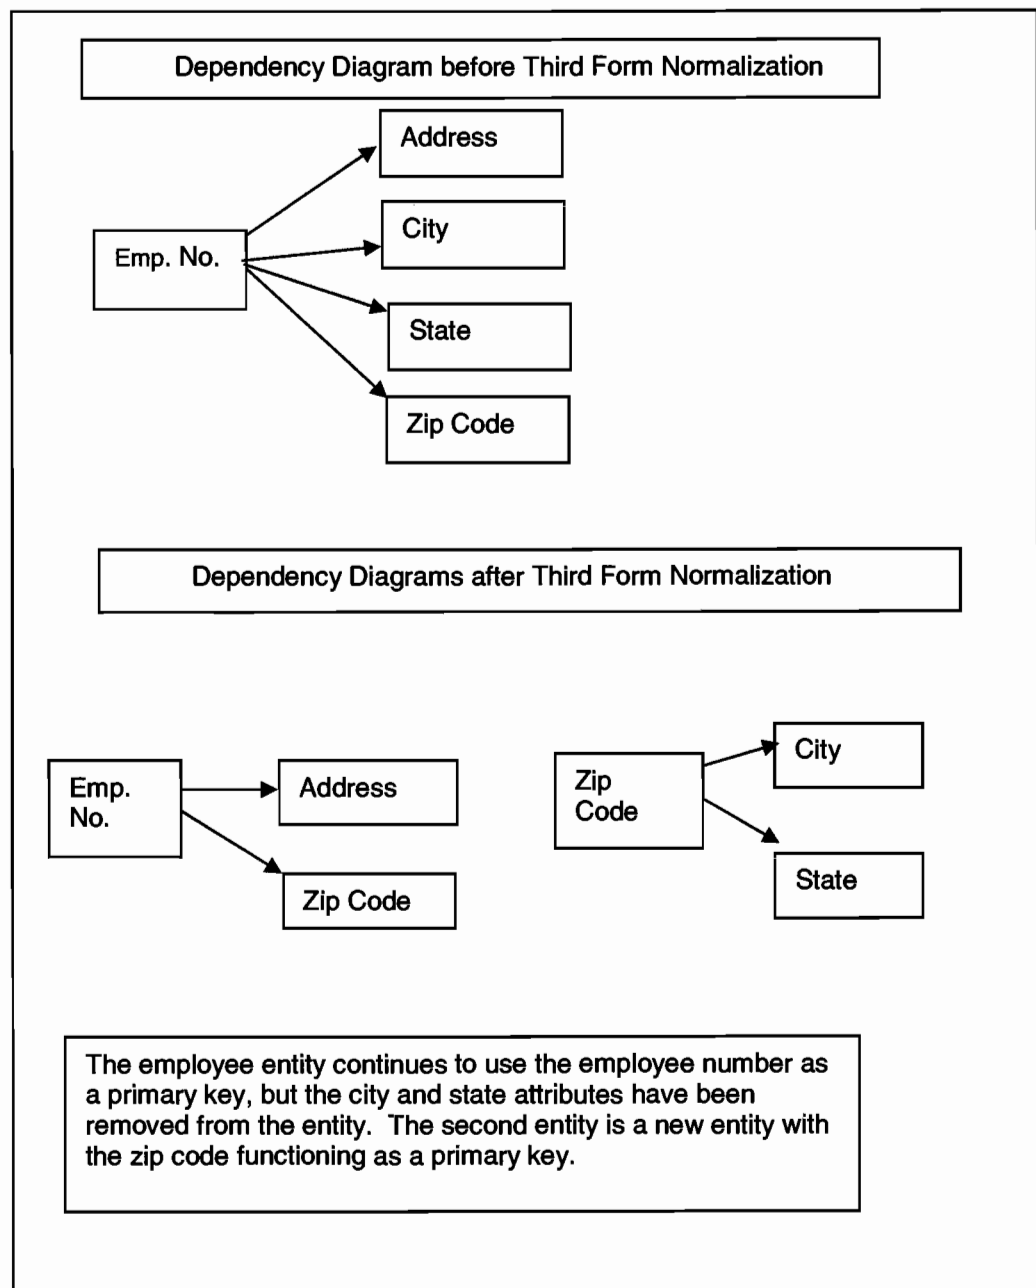 Dependency Diagram before Third Form Normalization
Address
City
Emp. No.
State
Zip Code
Dependency Diagrams after Third Form Normalization
Emp.
No.
Address
Zip Code
Zip
Code
City
State
The employee entity continues to use the employee number as
a primary key, but the city and state attributes have been
removed from the entity.  The second entity is a new entity with
the zip code functioning as a primary key.